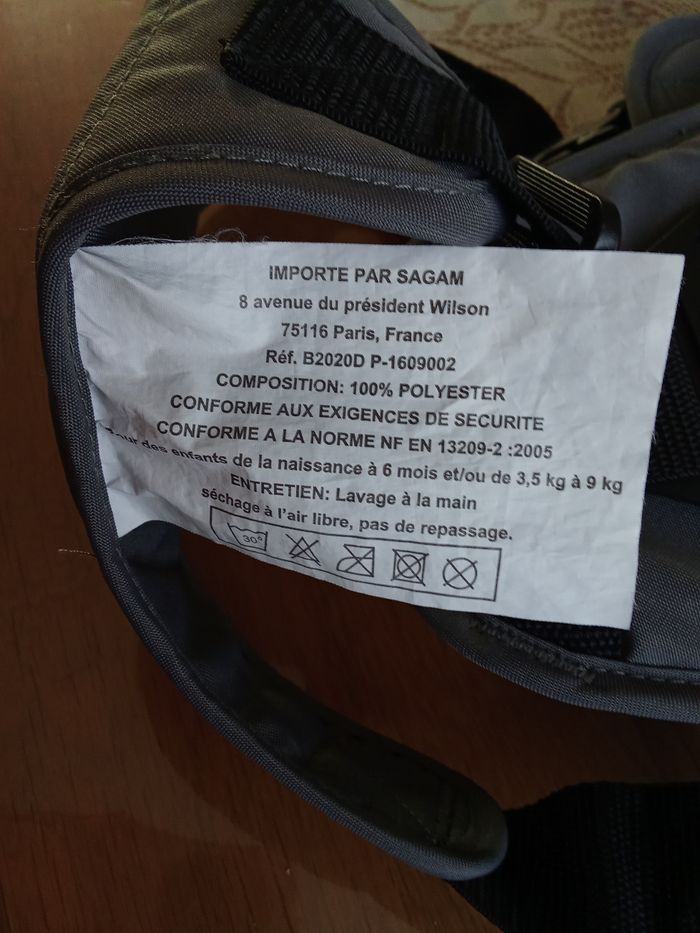 IMPORTE PAR SAGAM
8 avenue du président Wilson
75116 Paris, France
Réf. B2020D P-1609002
COMPOSITION: 100% POLYESTER
CONFORME AUX EXIGENCES DE SECURITE
CONFORME A LA NORME NF EN 13209-2 :2005
Pour des enfants de la naissance à 6 mois et/ou de 3,5 kg à 9 kg
ENTRETIEN: Lavage à la main
séchage à l'air libre, pas de repassage.
30°